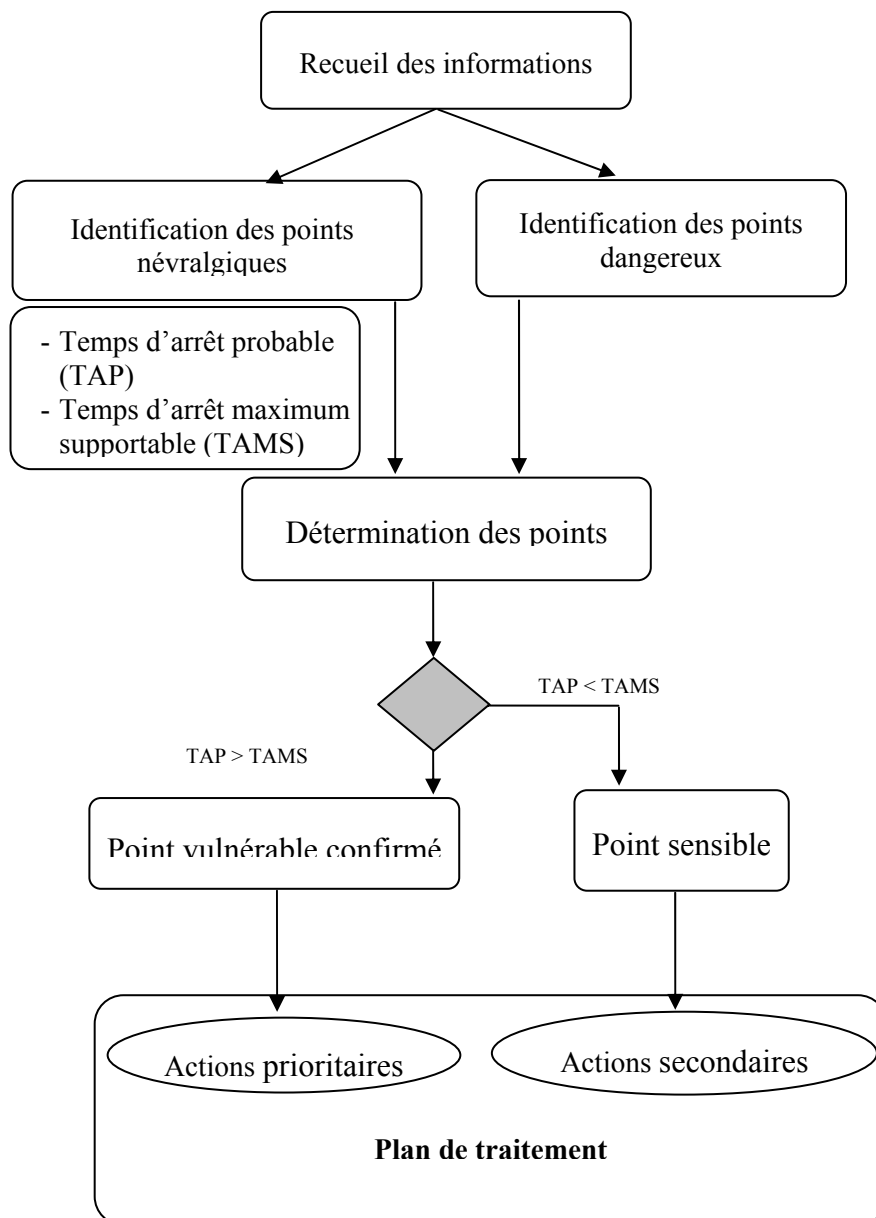 Recueil des informations
Identification des points
névralgiques
Identification des points
dangereux
- Temps d’arrêt probable
(TAP)
- Temps d’arrêt maximum
supportable (TAMS)
Détermination des points
TAP < TAMS
TAP > TAMS
Point vulnérable confirmé
Point sensible
Actions prioritaires
Actions secondaires
Plan de traitement